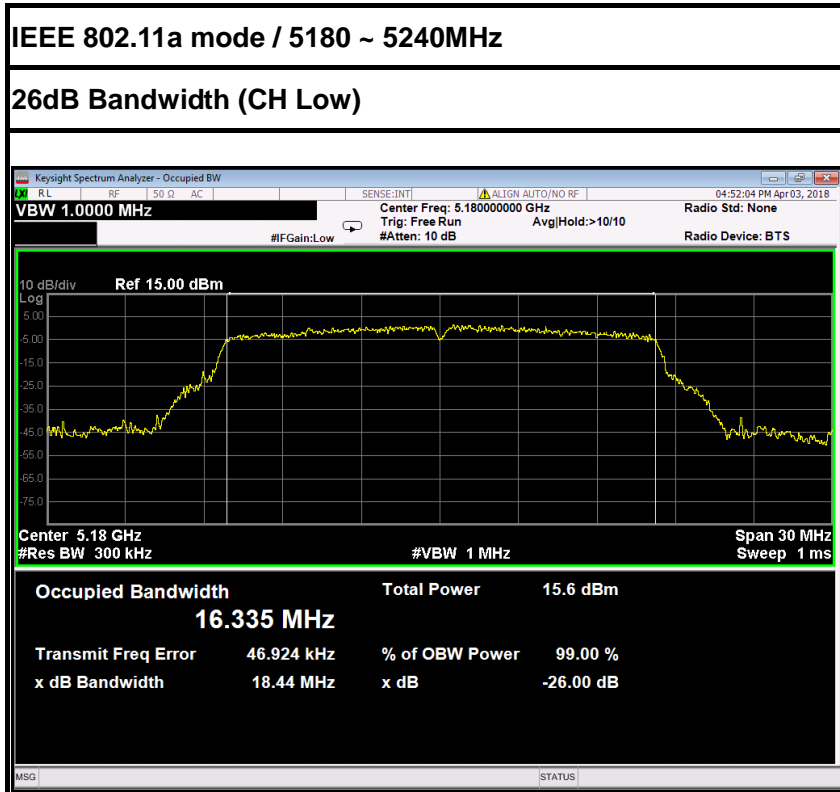 IEEE 802.11a mode / 5180 ~ 5240MHz
26dB Bandwidth (CH Low)
Keysight Spectrum Analyzer - Occupied BW
LXI RL RF 50 Ω AC SENSE:INT ALIGN AUTO/NO RF 04:52:04 PM Apr 03, 2018
VBW 1.0000 MHz Center Freq: 5.180000000 GHz Radio Std: None
Trig: Free Run Avg|Hold:>10/10
#IFGain:Low #Atten: 10 dB Radio Device: BTS
10 dB/div Ref 15.00 dBm
Log
5.00
-5.00
-15.0
-25.0
-35.0
-45.0
-55.0
-65.0
-75.0
Center 5.18 GHz Span 30 MHz
#Res BW 300 kHz #VBW 1 MHz Sweep 1 ms
Occupied Bandwidth Total Power 15.6 dBm
16.335 MHz
Transmit Freq Error 46.924 kHz % of OBW Power 99.00 %
x dB Bandwidth 18.44 MHz x dB -26.00 dB
MSG STATUS